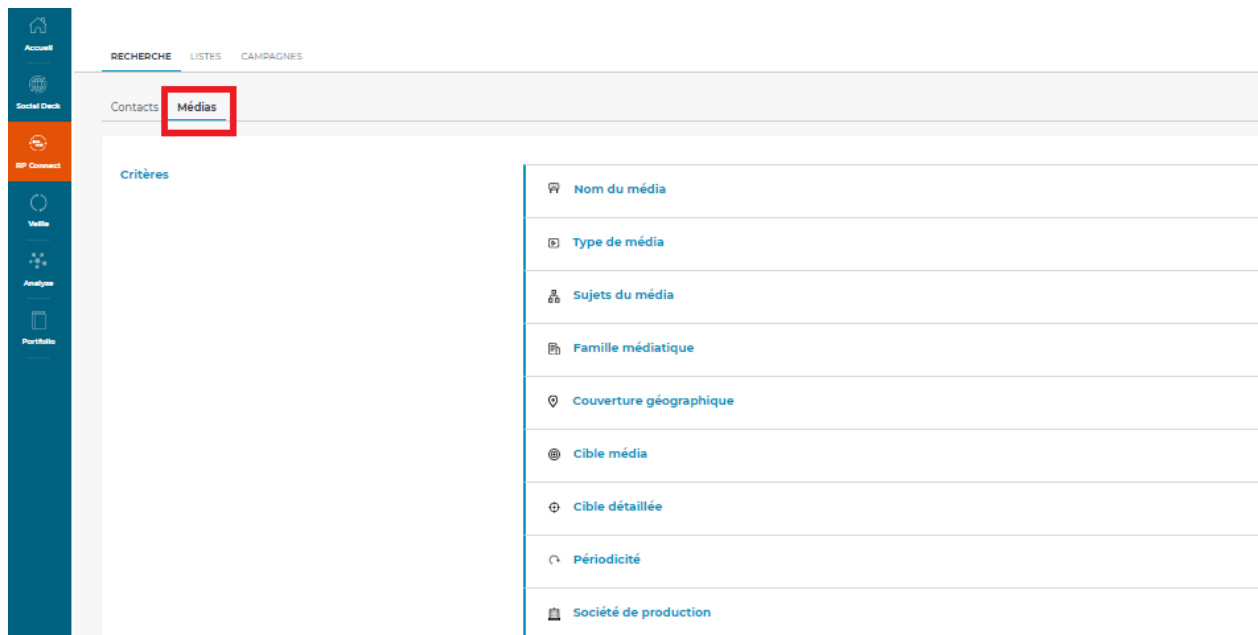 Accueil
RECHERCHE LISTES CAMPAGNES
Social Deck
Contacts Médias
RP Connect
Critères
Nom du média
Veille
Type de média
Analyse
Sujets du média
Portfolio
Famille médiatique
Couverture géographique
Cible média
Cible détaillée
Périodicité
Société de production